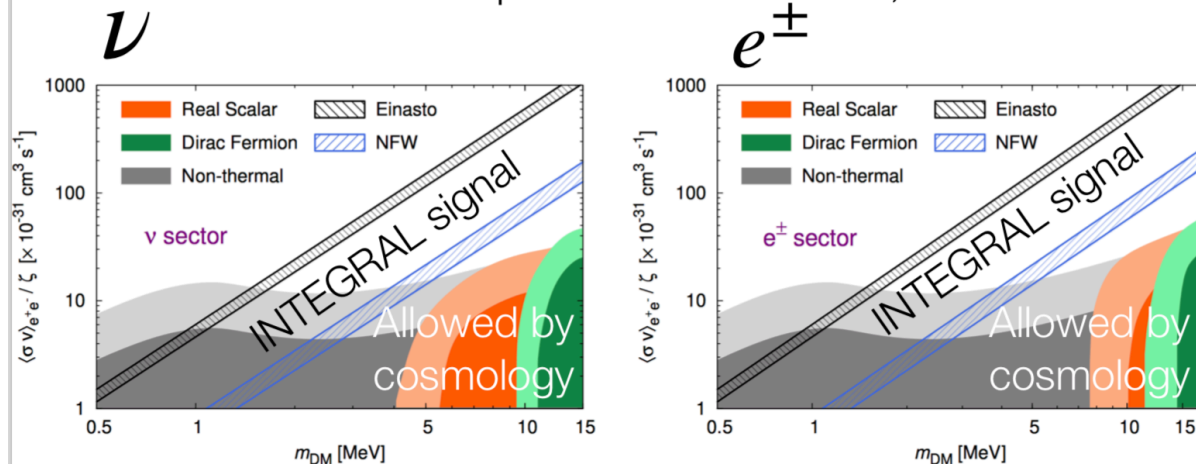 ν
e±
1000
100
10
1
⟨σ v⟩e⁺e⁻ / ζ [× 10⁻³¹ cm³ s⁻¹]
Real Scalar
Dirac Fermion
Non-thermal
Einasto
NFW
ν sector
INTEGRAL signal
Allowed by
cosmology
0.5 1 5 10 15
mDM [MeV]
1000
100
10
1
⟨σ v⟩e⁺e⁻ / ζ [× 10⁻³¹ cm³ s⁻¹]
Real Scalar
Dirac Fermion
Non-thermal
Einasto
NFW
e± sector
INTEGRAL signal
Allowed by
cosmology
0.5 1 5 10 15
mDM [MeV]